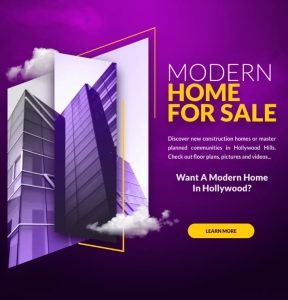 MODERN
HOME
FOR SALE
Discover new construction homes or master
planned communities in Hollywood Hills.
Check out floor plans, pictures and videos...
Want A Modern Home
In Hollywood?
LEARN MORE